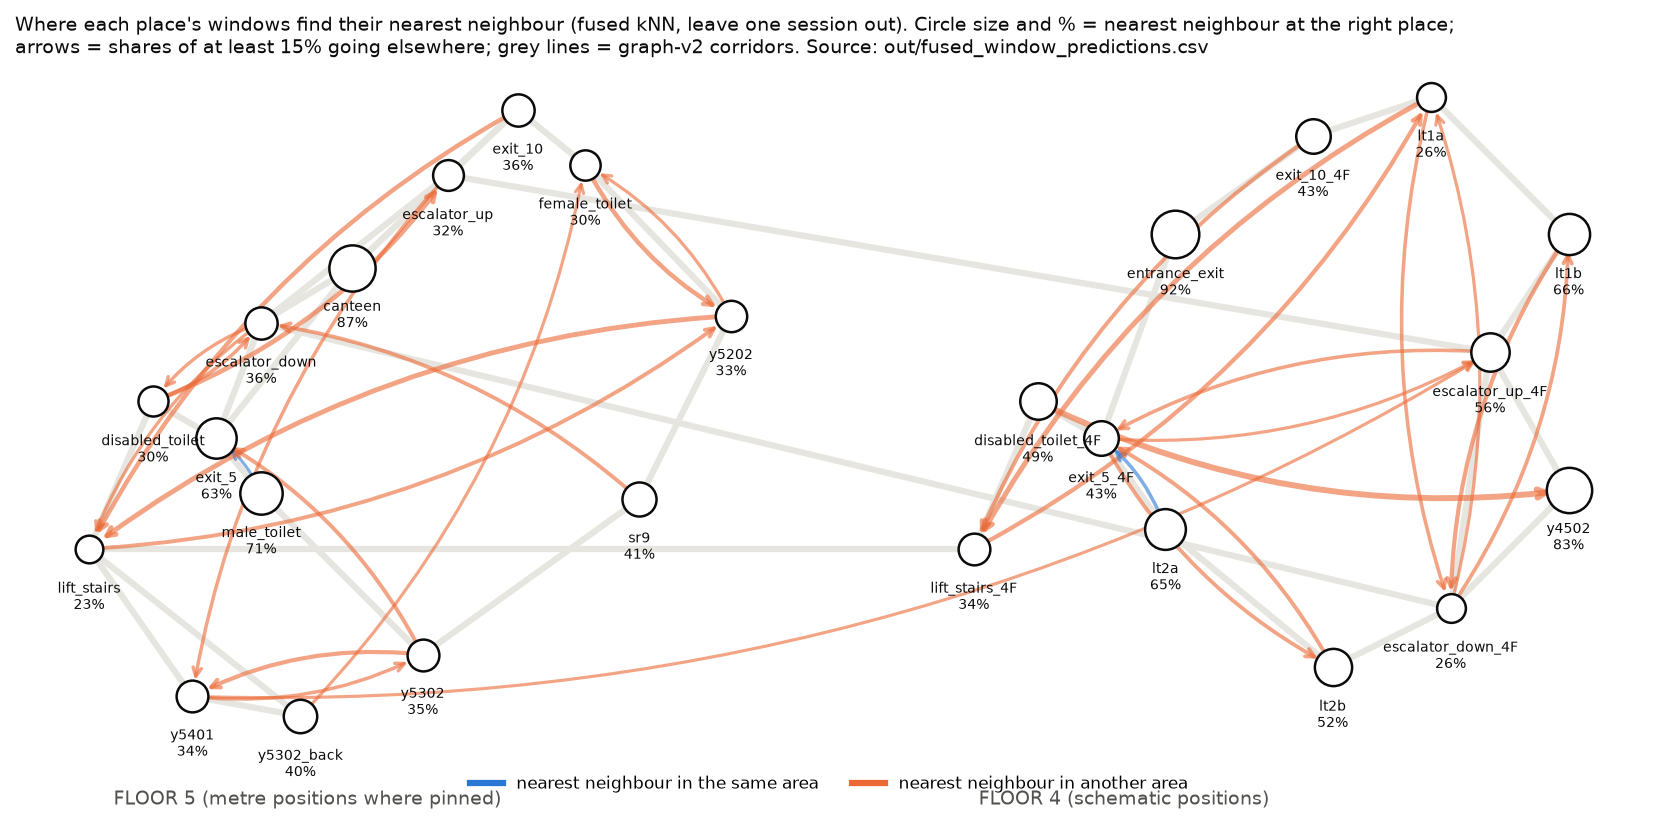 Where each place's windows find their nearest neighbour (fused kNN, leave one session out). Circle size and % = nearest neighbour at the right place;
arrows = shares of at least 15% going elsewhere; grey lines = graph-v2 corridors. Source: out/fused_window_predictions.csv
exit_10
36%
escalator_up
32%
female_toilet
30%
canteen
87%
escalator_down
36%
y5202
33%
disabled_toilet
30%
exit_5
63%
male_toilet
71%
sr9
41%
lift_stairs
23%
y5302
35%
y5401
34%
y5302_back
40%
lt1a
26%
exit_10_4F
43%
entrance_exit
92%
lt1b
66%
escalator_up_4F
56%
disabled_toilet_4F
49%
exit_5_4F
43%
y4502
83%
lt2a
65%
lift_stairs_4F
34%
escalator_down_4F
26%
lt2b
52%
nearest neighbour in the same area
nearest neighbour in another area
FLOOR 5 (metre positions where pinned)
FLOOR 4 (schematic positions)